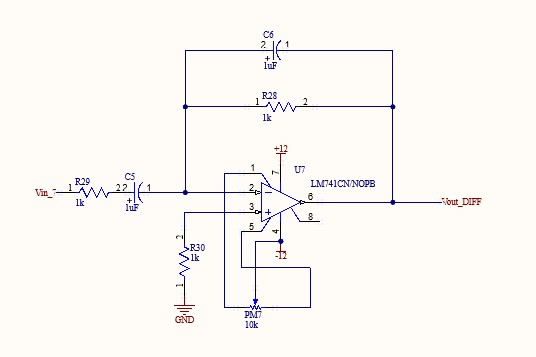 C6
2 1
+
1uF
R28
1 2
1k
+12
7
U7
LM741CN/NOPB
1
R29
C5
Vin_? 1 2 2 1
1k
+
1uF
2
3
6
Vout_DIFF
8
5
4
2
R30
1k
-12
1
GND
PM7
10k